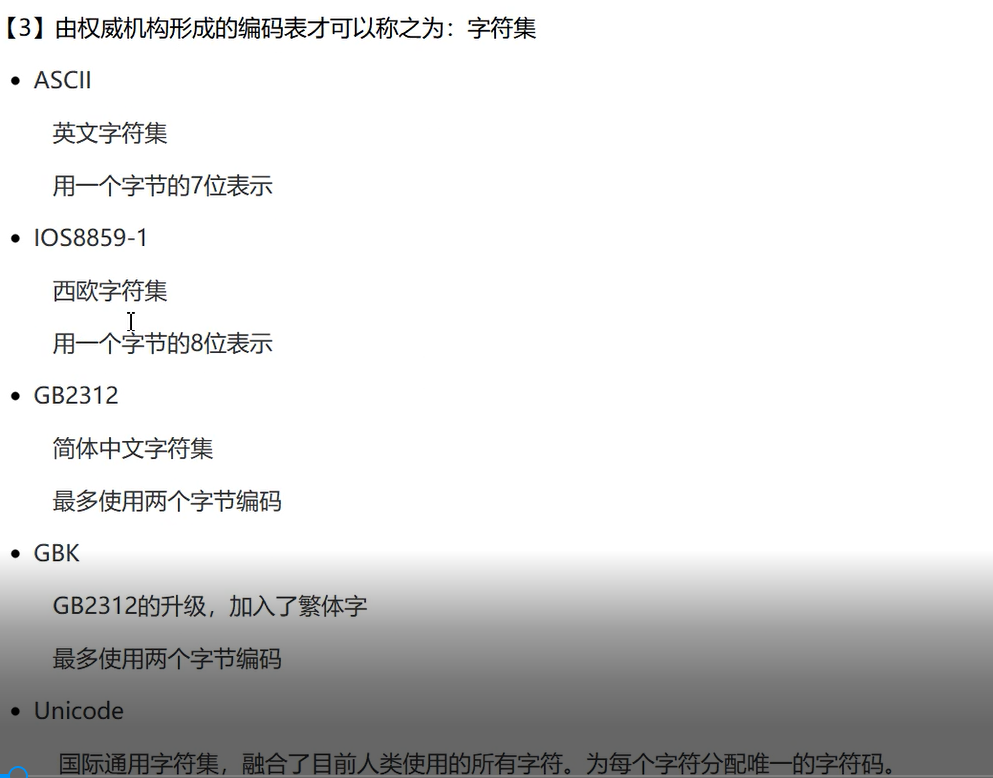 【3】由权威机构形成的编码表才可以称之为：字符集
ASCII
英文字符集
用一个字节的7位表示
IOS8859-1
西欧字符集
用一个字节的8位表示
GB2312
简体中文字符集
最多使用两个字节编码
GBK
GB2312的升级，加入了繁体字
最多使用两个字节编码
Unicode
国际通用字符集，融合了目前人类使用的所有字符。为每个字符分配唯一的字符码。